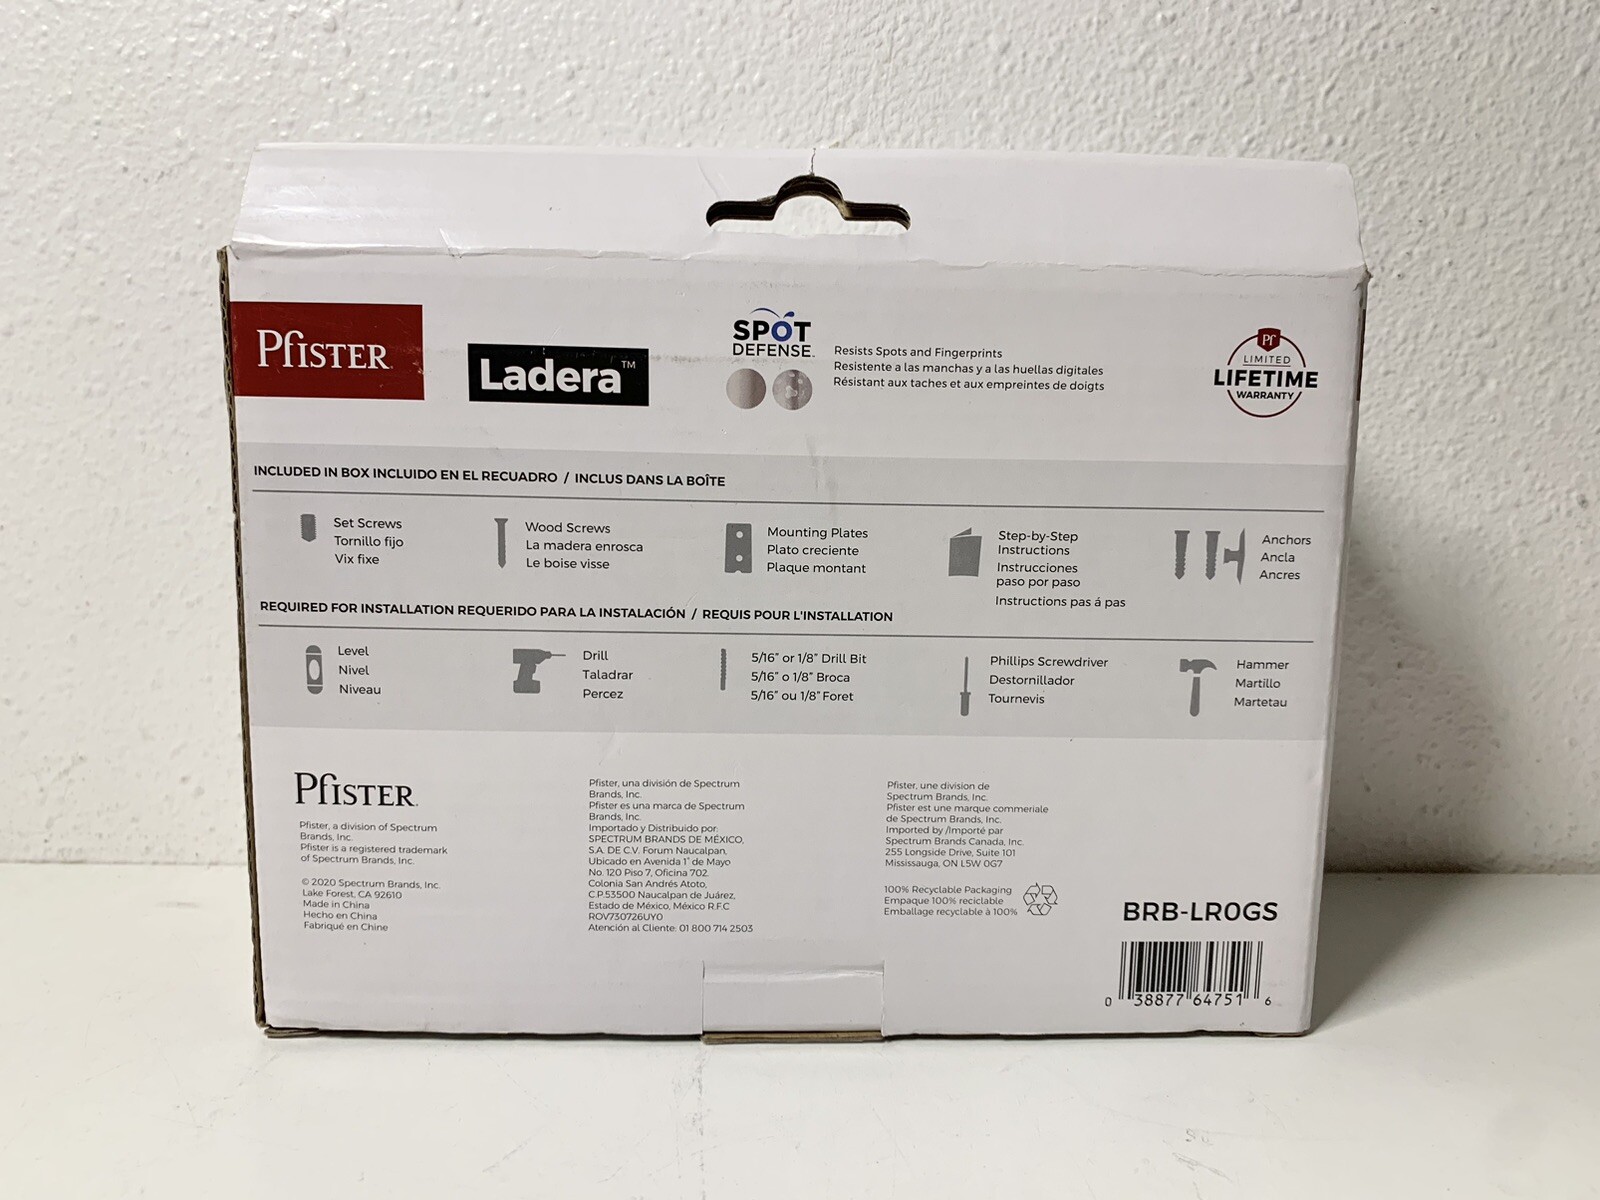 Pfister
Ladera™
SPOT
DEFENSE™
Resists Spots and Fingerprints
Resistente a las manchas y a las huellas digitales
Résistant aux taches et aux empreintes de doigts
Pf
LIMITED
LIFETIME
WARRANTY
INCLUDED IN BOX INCLUIDO EN EL RECUADRO / INCLUS DANS LA BOÎTE
Set Screws
Tornillo fijo
Vix fixe
Wood Screws
La madera enrosca
Le boise visse
Mounting Plates
Plato creciente
Plaque montant
Step-by-Step
Instructions
Instrucciones
paso por paso
Instructions pas á pas
Anchors
Ancla
Ancres
REQUIRED FOR INSTALLATION REQUERIDO PARA LA INSTALACIÓN / REQUIS POUR L'INSTALLATION
Level
Nivel
Niveau
Drill
Taladrar
Percez
5/16" or 1/8" Drill Bit
5/16" o 1/8" Broca
5/16" ou 1/8" Foret
Phillips Screwdriver
Destornillador
Tournevis
Hammer
Martillo
Martetau
Pfister
Pfister, a division of Spectrum
Brands, Inc.
Pfister is a registered trademark
of Spectrum Brands, Inc.
© 2020 Spectrum Brands, Inc.
Lake Forest, CA 92610
Made in China
Hecho en China
Fabriqué en Chine
Pfister, una división de Spectrum
Brands, Inc.
Pfister es una marca de Spectrum
Brands, Inc.
Importado y Distribuido por:
SPECTRUM BRANDS DE MÉXICO,
S.A. DE C.V. Forum Naucalpan,
Ubicado en Avenida 1° de Mayo
No. 120 Piso 7, Oficina 702.
Colonia San Andrés Atoto,
C.P.53500 Naucalpan de Juárez,
Estado de México, México R.F.C
ROV730726UY0
Atención al Cliente: 01 800 714 2503
Pfister, une division de
Spectrum Brands, Inc.
Pfister est une marque commeriale
de Spectrum Brands, Inc.
Imported by /Importé par
Spectrum Brands Canada, Inc.
255 Longside Drive, Suite 101
Mississauga, ON L5W 0G7
100% Recyclable Packaging
Empaque 100% reciclable
Emballage recyclable à 100%
BRB-LR0GS
0 38877 64751 6